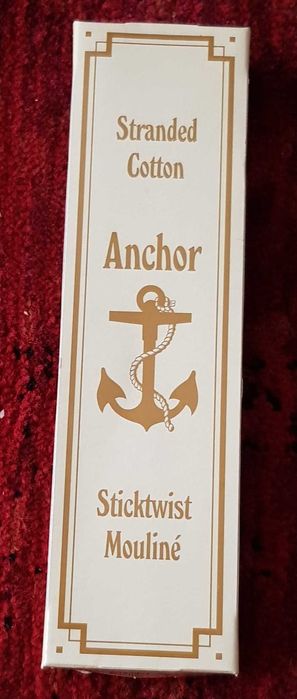 Stranded
Cotton
Anchor
Sticktwist
Mouliné